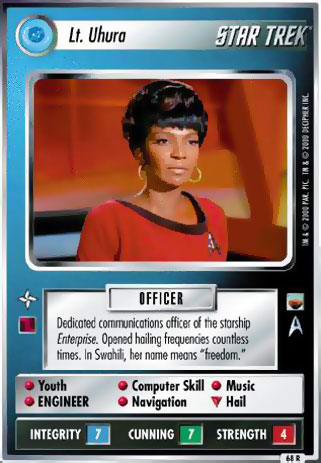 Lt. Uhura
STAR TREK
TM & © 2000 PAR. PIC. TM & © 2000 DECIPHER INC.
OFFICER
Dedicated communications officer of the starship
Enterprise. Opened hailing frequencies countless
times. In Swahili, her name means “freedom.”
Youth Computer Skill Music
ENGINEER Navigation Hail
INTEGRITY 7 CUNNING 7 STRENGTH 4
68 R